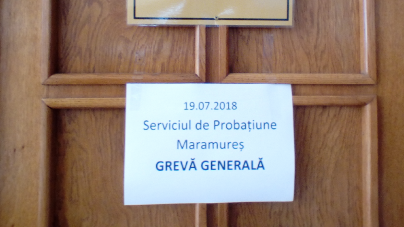 19.07.2018
Serviciul de Probațiune
Maramureș
GREVĂ GENERALĂ